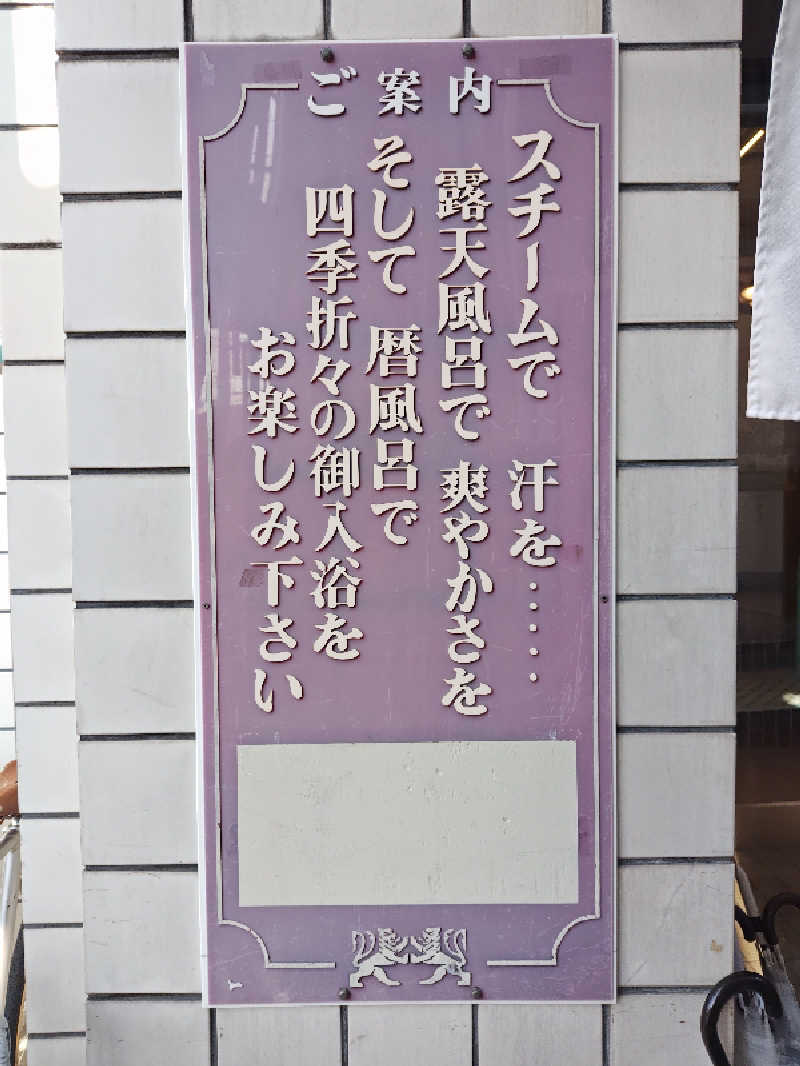 ご案内
スチームで　汗を・・・・・
露天風呂で　爽やかさを
そして　暦風呂で
四季折々の御入浴を
お楽しみ下さい